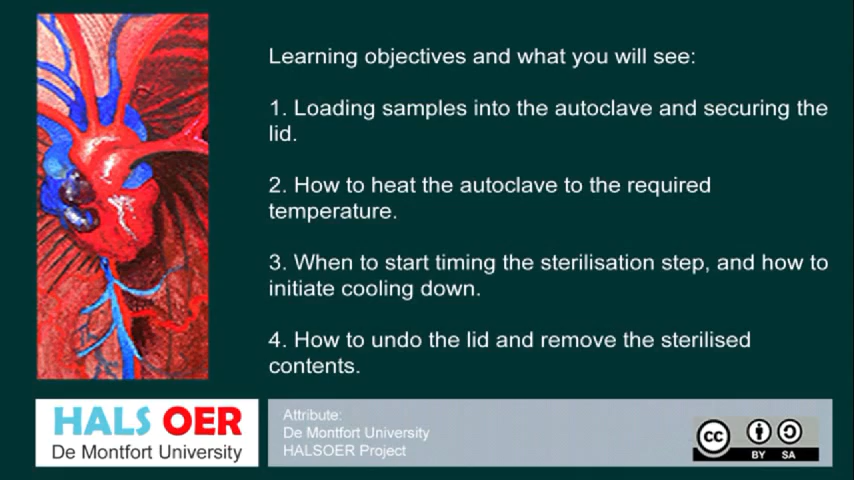 Learning objectives and what you will see:
1. Loading samples into the autoclave and securing the
lid.
2. How to heat the autoclave to the required
temperature.
3. When to start timing the sterilisation step, and how to
initiate cooling down.
4. How to undo the lid and remove the sterilised
contents.
HALS OER
De Montfort University
Attribute:
De Montfort University
HALSOER Project
cc
BY SA